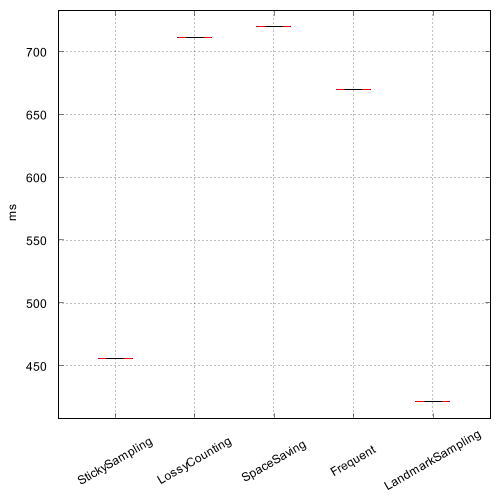 700
650
600
ms
550
500
450
StickySampling
LossyCounting
SpaceSaving
Frequent
LandmarkSampling